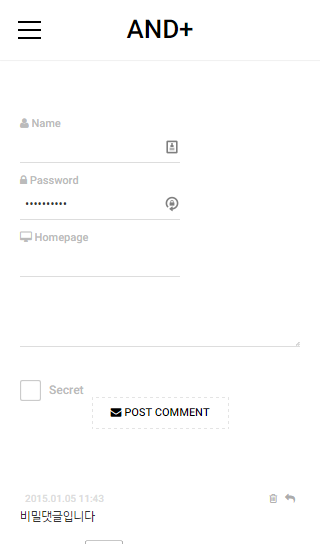 AND+
Name
Password
••••••••••
Homepage
Secret
POST COMMENT
2015.01.05 11:43
비밀댓글입니다